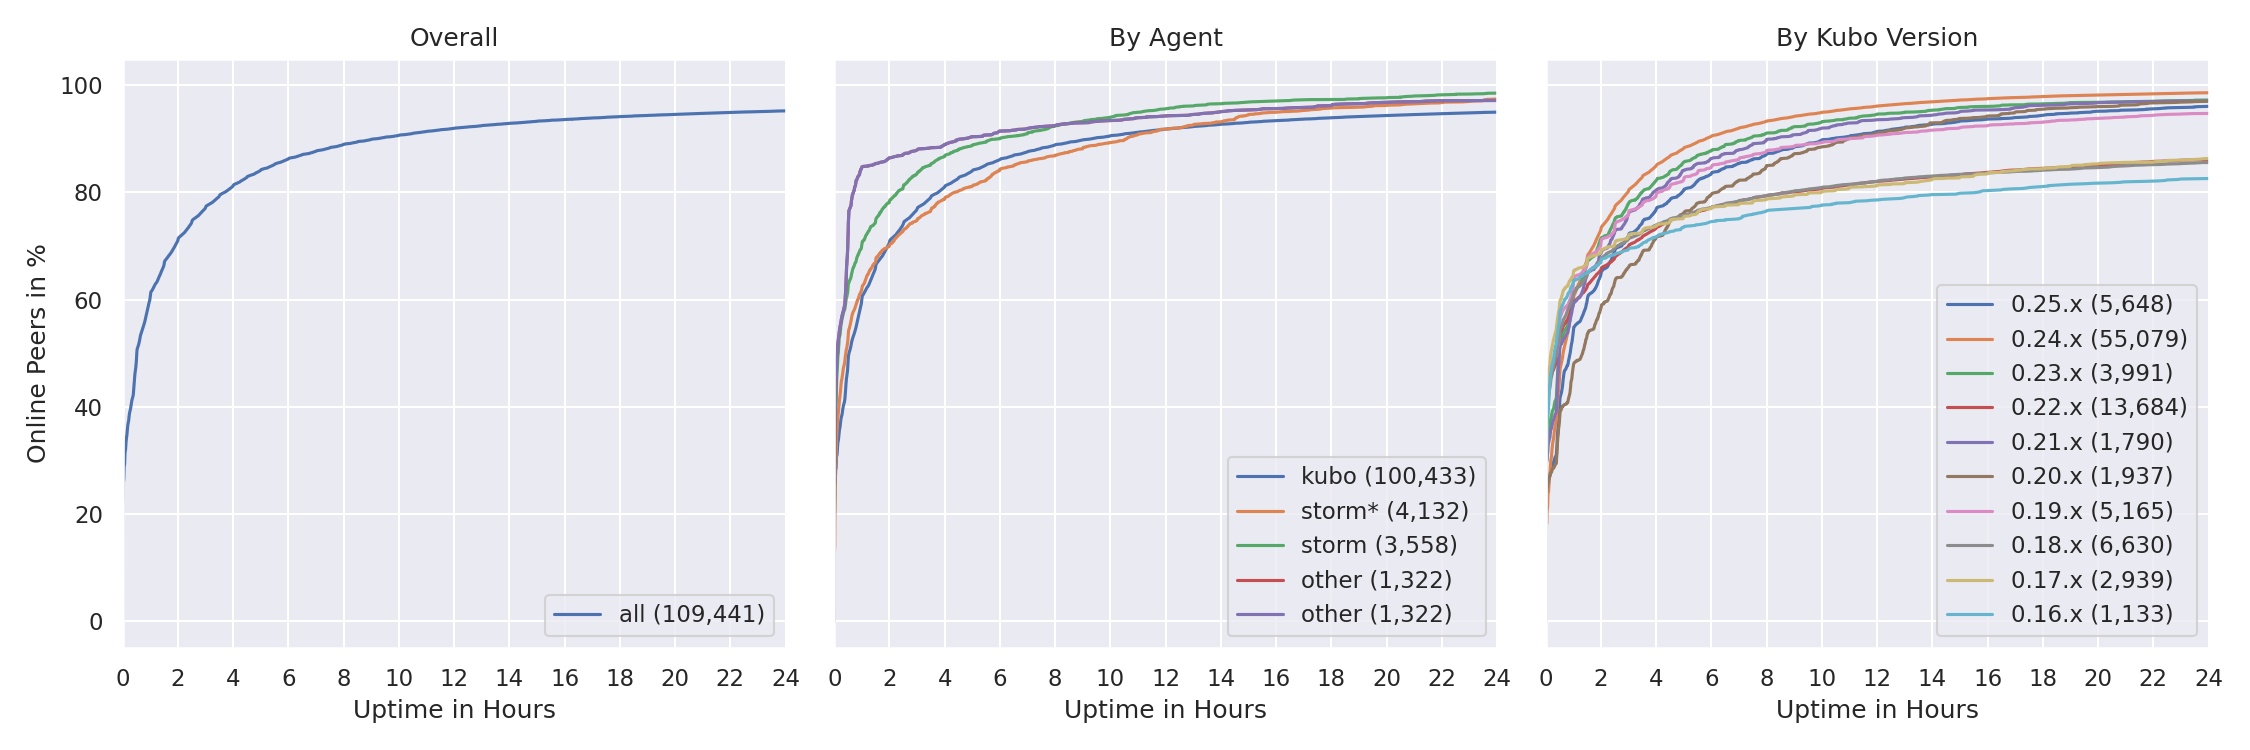 Overall
By Agent
By Kubo Version
Online Peers in %
100
80
60
40
20
0
all (109,441)
kubo (100,433)
storm* (4,132)
storm (3,558)
other (1,322)
other (1,322)
0.25.x (5,648)
0.24.x (55,079)
0.23.x (3,991)
0.22.x (13,684)
0.21.x (1,790)
0.20.x (1,937)
0.19.x (5,165)
0.18.x (6,630)
0.17.x (2,939)
0.16.x (1,133)
0 2 4 6 8 10 12 14 16 18 20 22 24
0 2 4 6 8 10 12 14 16 18 20 22 24
0 2 4 6 8 10 12 14 16 18 20 22 24
Uptime in Hours
Uptime in Hours
Uptime in Hours